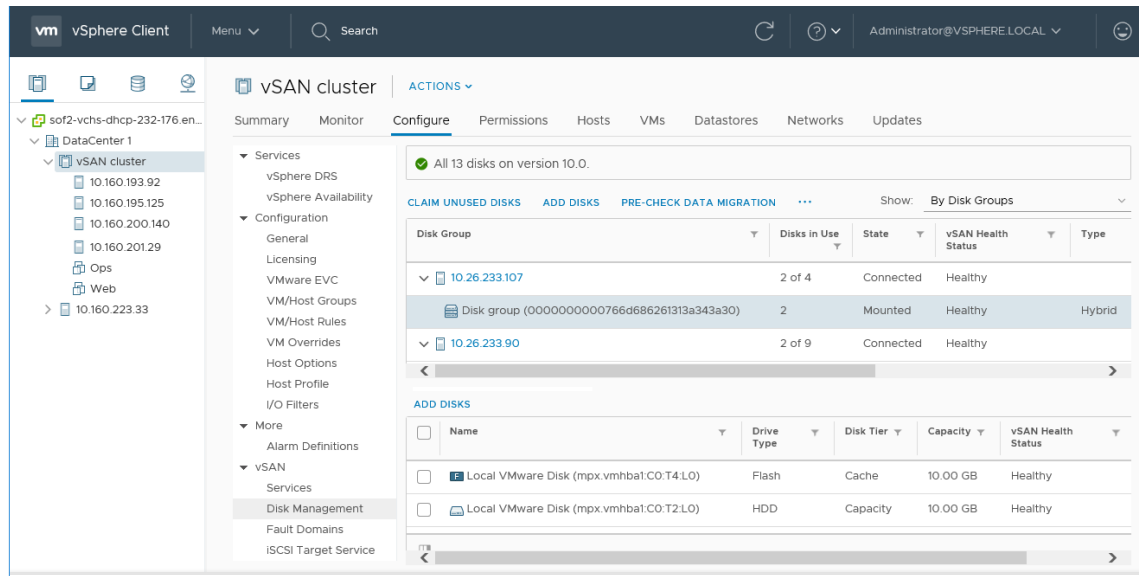 vm vSphere Client Menu Search Administrator@VSPHERE.LOCAL
sof2-vchs-dhcp-232-176.en...
DataCenter 1
vSAN cluster
10.160.193.92
10.160.195.125
10.160.200.140
10.160.201.29
Ops
Web
10.160.223.33
vSAN cluster ACTIONS
Summary Monitor Configure Permissions Hosts VMs Datastores Networks Updates
Services
vSphere DRS
vSphere Availability
Configuration
General
Licensing
VMware EVC
VM/Host Groups
VM/Host Rules
VM Overrides
Host Options
Host Profile
I/O Filters
More
Alarm Definitions
vSAN
Services
Disk Management
Fault Domains
iSCSI Target Service
All 13 disks on version 10.0.
CLAIM UNUSED DISKS ADD DISKS PRE-CHECK DATA MIGRATION ... Show: By Disk Groups
Disk Group Disks in Use State vSAN Health Status Type
10.26.233.107 2 of 4 Connected Healthy
Disk group (0000000000766d686261313a343a30) 2 Mounted Healthy Hybrid
10.26.233.90 2 of 9 Connected Healthy
ADD DISKS
Name Drive Type Disk Tier Capacity vSAN Health Status
F Local VMware Disk (mpx.vmhba1:C0:T4:L0) Flash Cache 10.00 GB Healthy
Local VMware Disk (mpx.vmhba1:C0:T2:L0) HDD Capacity 10.00 GB Healthy